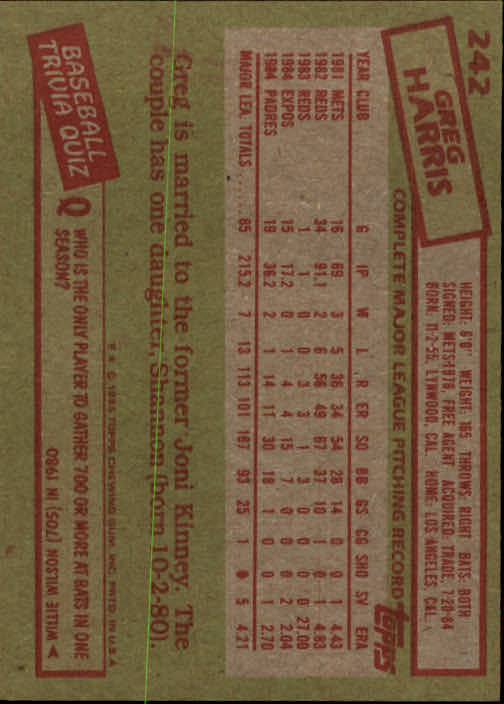 242
GREG
HARRIS
HEIGHT: 6'0" WEIGHT: 165 THROWS: RIGHT BATS: BOTH
SIGNED: METS-1976, FREE AGENT ACQUIRED: TRADE, 7-20-84
BORN: 11-2-55, LYNWOOD, CAL. HOME: LOS ANGELES, CAL.
COMPLETE MAJOR LEAGUE PITCHING RECORD
TOPPS
YEAR CLUB G IP W L R ER SO BB GS CG SHO SV ERA
1981 METS 16 69 3 5 36 34 54 28 14 0 0 1 4.43
1982 REDS 34 91.1 2 6 56 49 67 37 10 1 0 1 4.83
1983 REDS 1 1 0 0 3 3 1 3 0 0 0 0 27.00
1984 EXPOS 15 17.2 0 1 4 4 15 7 0 0 0 2 2.04
1984 PADRES 19 36.2 2 1 14 11 30 18 1 0 0 1 2.70
MAJOR LEA. TOTALS..... 85 215.2 7 13 113 101 167 93 25 1 0 5 4.21
Greg is married to the former Joni Kinney. The
couple has one daughter, Shannon (born 10-2-80).
T.C.G. 1985 TOPPS CHEWING GUM, INC. PRTD. IN U.S.A.
BASEBALL
TRIVIA QUIZ
Q WHO IS THE ONLY PLAYER TO GATHER 700 OR MORE AT BATS IN ONE
SEASON?
A WILLIE WILSON (705) IN 1980